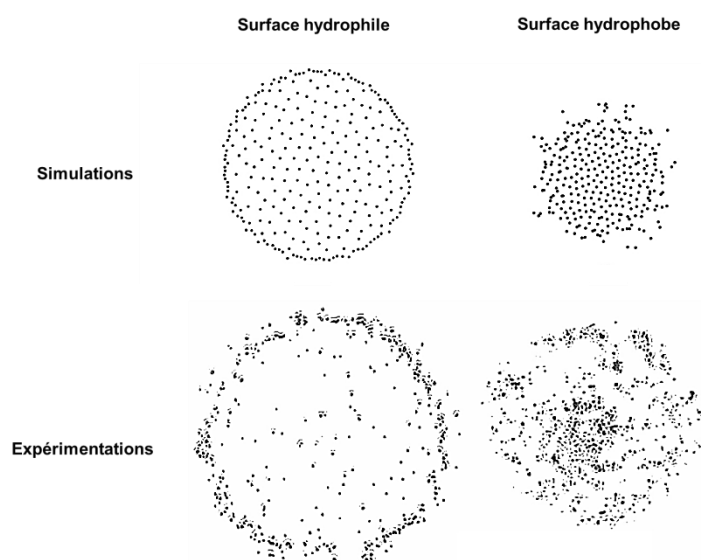 Surface hydrophile
Surface hydrophobe
Simulations
Expérimentations